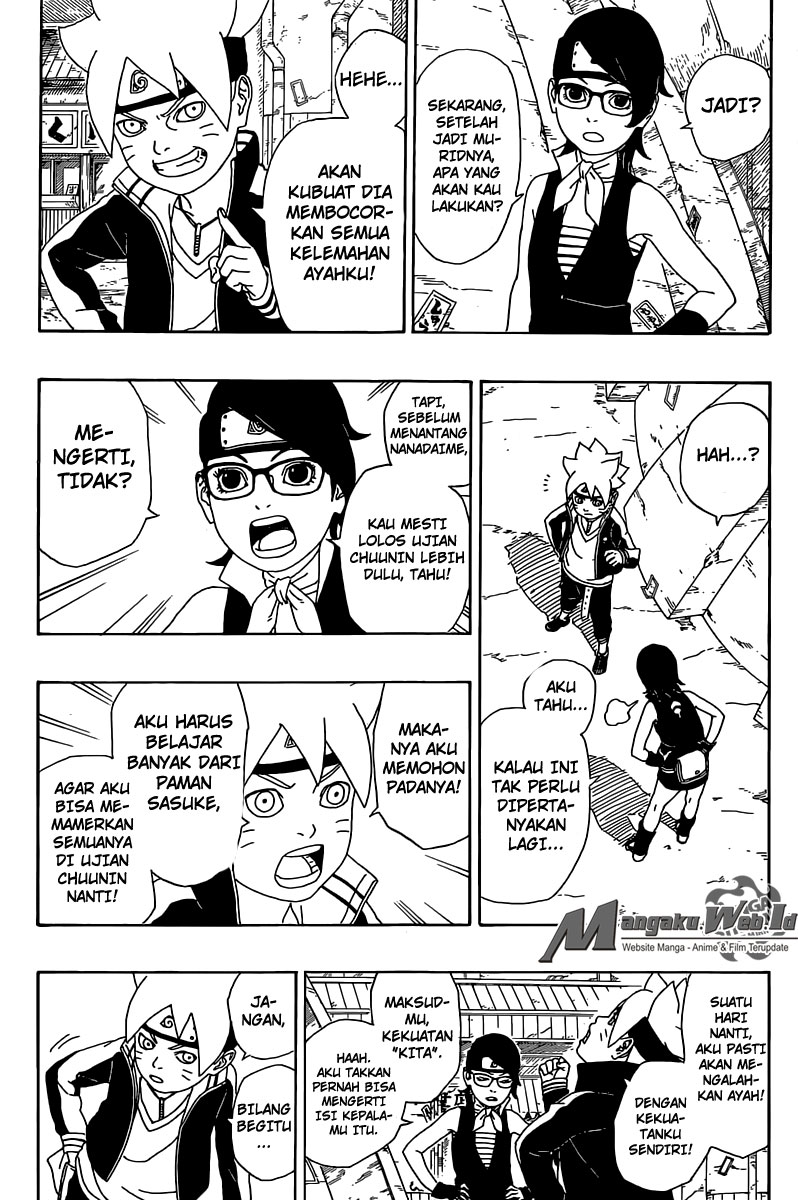 JADI?
SEKARANG,
SETELAH
JADI MU-
RIDNYA,
APA YANG
AKAN KAU
LAKUKAN?
HEHE...
AKAN
KUBUAT DIA
MEMBOCOR-
KAN SEMUA
KELEMAHAN
AYAHKU!
HAH...?
AKU
TAHU...
KALAU INI
TAK PERLU
DIPERTA-
NYAKAN
LAGI...
TAPI,
SEBELUM
MENANTANG
NANADAIME,
KAU MESTI
LOLOS UJIAN
CHUUNIN LEBIH
DULU, TAHU!
ME-
NGERTI,
TIDAK?
MAKA-
NYA AKU
MEMOHON
PADANYA!
AKU HARUS
BELAJAR
BANYAK DARI
PAMAN
SASUKE,
AGAR AKU
BISA ME-
MAMERKAN
SEMUANYA
DI UJIAN
CHUUNIN
NANTI!
Mangaku.Web.Id
Website Manga - Anime & Film Terupdate
SUATU
HARI
NANTI,
AKU PASTI
AKAN ME-
NGALAH-
KAN AYAH!
DENGAN
KEKUA-
TANKU
SENDIRI!
MAKSUD-
MU,
KEKUATAN
"KITA".
HAAH.
AKU TAKKAN
PERNAH BISA
MENGERTI
ISI KEPALA-
MU ITU.
JA-
NGAN,
BILANG
BEGITU
...